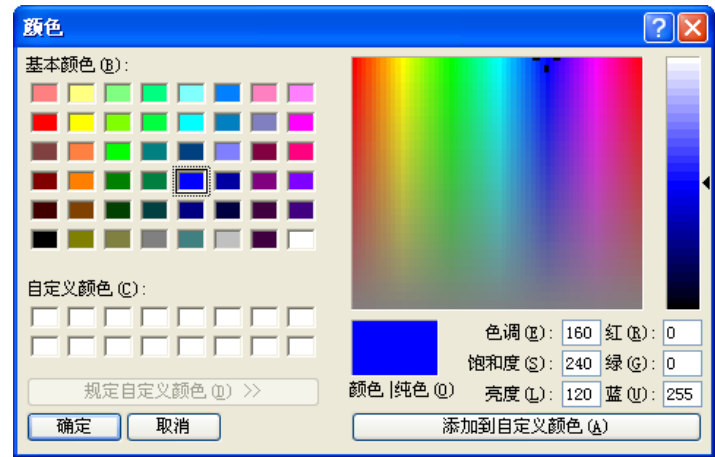 颜色
基本颜色(B):
自定义颜色(C):
规定自定义颜色(D) >>
确定
取消
色调(E): 160 红(R): 0
饱和度(S): 240 绿(G): 0
颜色|纯色(O) 亮度(L): 120 蓝(U): 255
添加到自定义颜色(A)